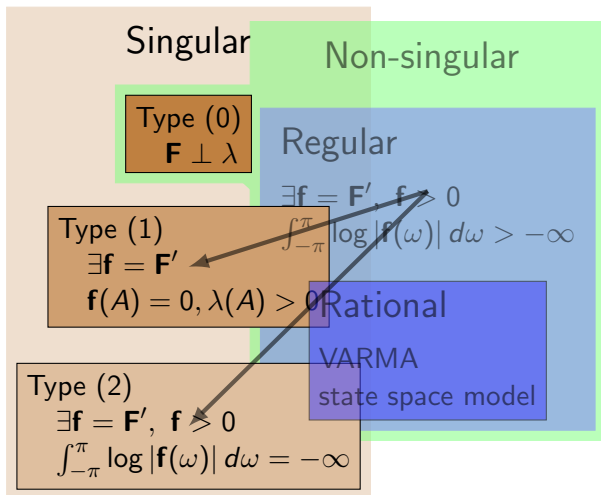 Singular
Non-singular
Type (0)
F ⊥ λ
Regular
∃f = F′, f > 0
∫_{-π}^{π} log |f(ω)| dω > −∞
Type (1)
∃f = F′
f(A) = 0, λ(A) > 0
Rational
VARMA
state space model
Type (2)
∃f = F′, f > 0
∫_{-π}^{π} log |f(ω)| dω = −∞